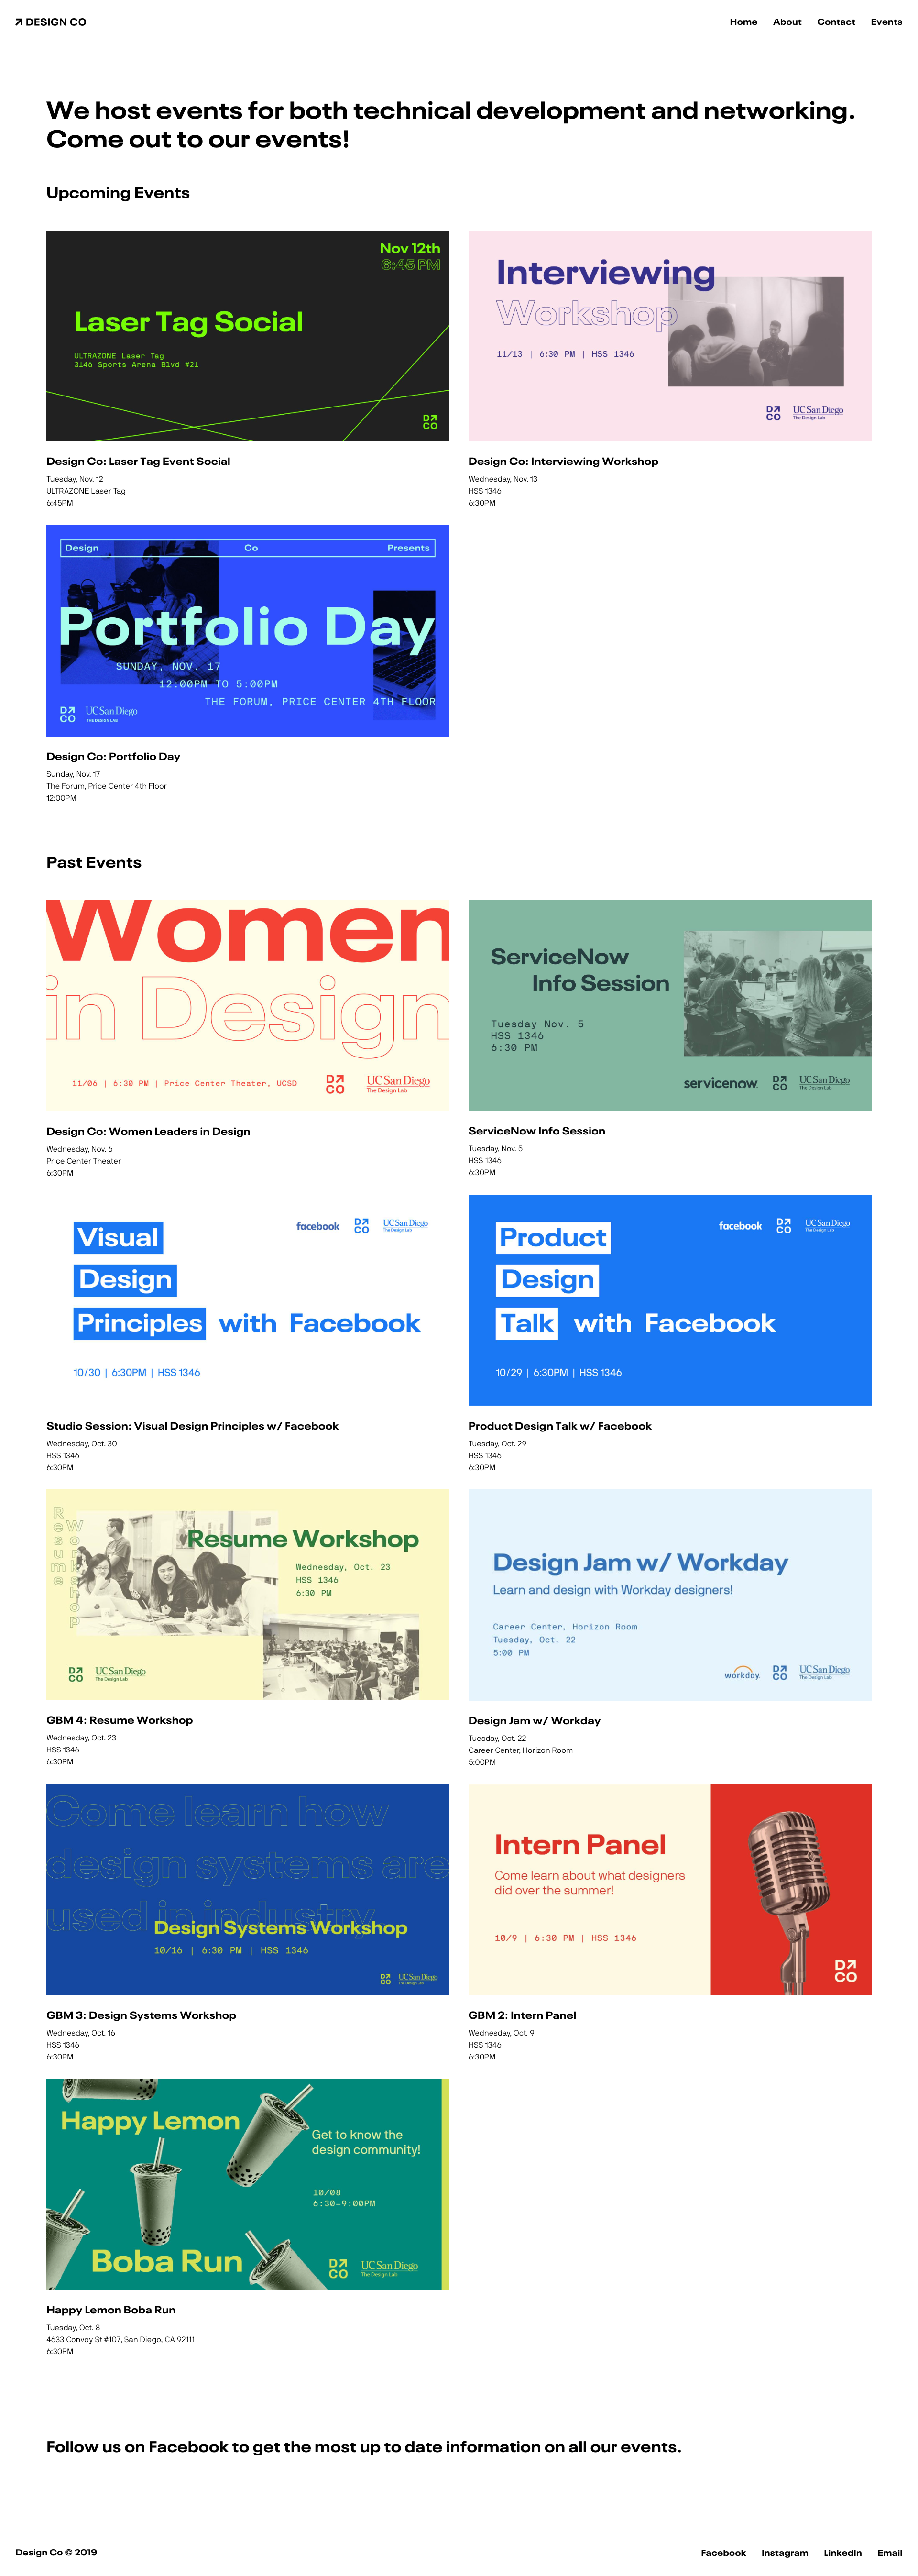 DESIGN CO
Home About Contact Events
We host events for both technical development and networking.
Come out to our events!
Upcoming Events
Nov 12th
6:45 PM
Laser Tag Social
ULTRAZONE Laser Tag
3146 Sports Arena Blvd #21
D CO
Design Co: Laser Tag Event Social
Tuesday, Nov. 12
ULTRAZONE Laser Tag
6:45PM
Interviewing
Workshop
11/13 | 6:30 PM | HSS 1346
D CO UC San Diego
The Design Lab
Design Co: Interviewing Workshop
Wednesday, Nov. 13
HSS 1346
6:30PM
Design Co Presents
Portfolio Day
SUNDAY, NOV. 17
12:00PM TO 5:00PM
THE FORUM, PRICE CENTER 4TH FLOOR
D CO UC San Diego
THE DESIGN LAB
Design Co: Portfolio Day
Sunday, Nov. 17
The Forum, Price Center 4th Floor
12:00PM
Past Events
Women
in Design
11/06 | 6:30 PM | Price Center Theater, UCSD
D CO UC San Diego
The Design Lab
Design Co: Women Leaders in Design
Wednesday, Nov. 6
Price Center Theater
6:30PM
ServiceNow
Info Session
Tuesday Nov. 5
HSS 1346
6:30 PM
servicenow D CO UC San Diego
The Design Lab
ServiceNow Info Session
Tuesday, Nov. 5
HSS 1346
6:30PM
facebook D CO UC San Diego
The Design Lab
Visual
Design
Principles with Facebook
10/30 | 6:30PM | HSS 1346
Studio Session: Visual Design Principles w/ Facebook
Wednesday, Oct. 30
HSS 1346
6:30PM
facebook D CO UC San Diego
The Design Lab
Product
Design
Talk with Facebook
10/29 | 6:30PM | HSS 1346
Product Design Talk w/ Facebook
Tuesday, Oct. 29
HSS 1346
6:30PM
Resume
Workshop
Resume Workshop
Wednesday, Oct. 23
HSS 1346
6:30 PM
D CO UC San Diego
The Design Lab
GBM 4: Resume Workshop
Wednesday, Oct. 23
HSS 1346
6:30PM
Design Jam w/ Workday
Learn and design with Workday designers!
Career Center, Horizon Room
Tuesday, Oct. 22
5:00 PM
workday. D CO UC San Diego
The Design Lab
Design Jam w/ Workday
Tuesday, Oct. 22
Career Center, Horizon Room
5:00PM
Come learn how
design systems are
used in industry
Design Systems Workshop
10/16 | 6:30 PM | HSS 1346
D CO UC San Diego
The Design Lab
GBM 3: Design Systems Workshop
Wednesday, Oct. 16
HSS 1346
6:30PM
Intern Panel
Come learn about what designers
did over the summer!
10/9 | 6:30 PM | HSS 1346
D CO
GBM 2: Intern Panel
Wednesday, Oct. 9
HSS 1346
6:30PM
Happy Lemon
Get to know the
design community!
10/08
6:30-9:00PM
Boba Run
D CO UC San Diego
The Design Lab
Happy Lemon Boba Run
Tuesday, Oct. 8
4633 Convoy St #107, San Diego, CA 92111
6:30PM
Follow us on Facebook to get the most up to date information on all our events.
Design Co © 2019
Facebook Instagram LinkedIn Email